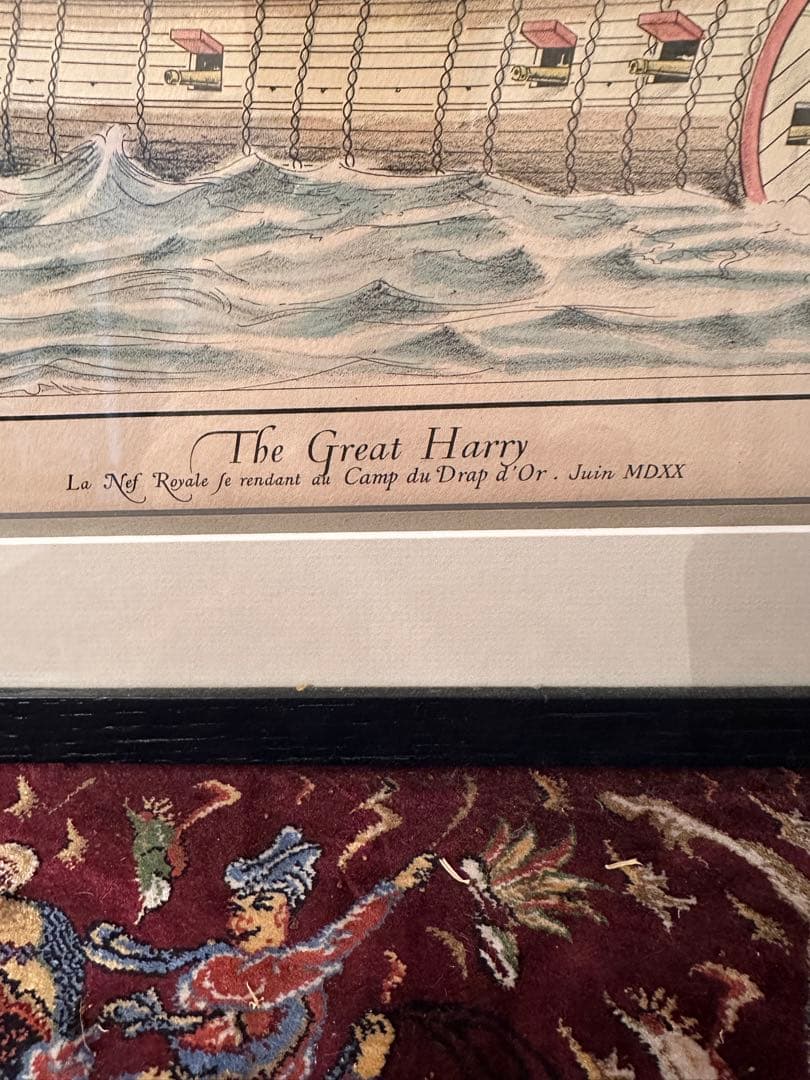 The Great Harry
La Nef Royale se rendant au Camp du Drap d'Or . Juin MDXX